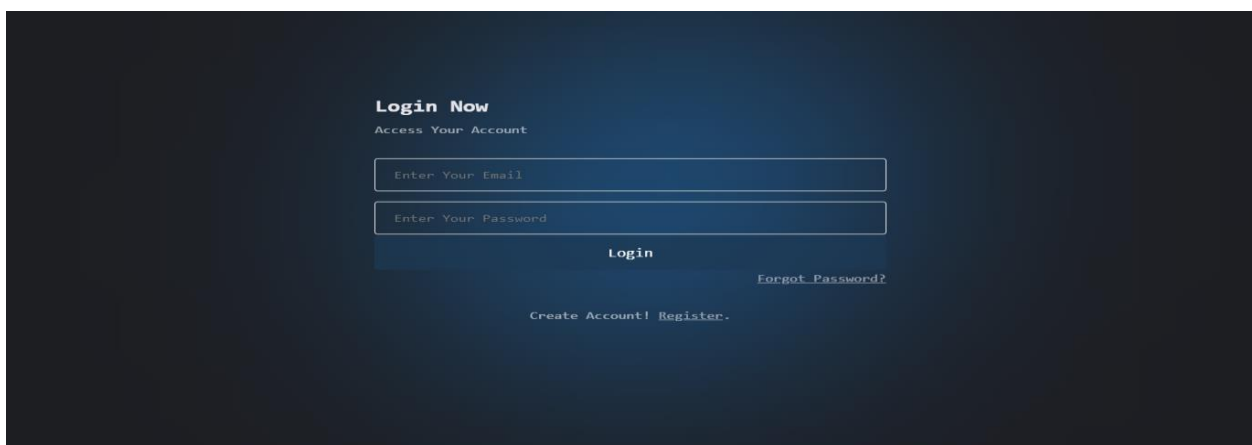 Login Now
Access Your Account
Enter Your Email
Enter Your Password
Login
Forgot Password?
Create Account! Register.